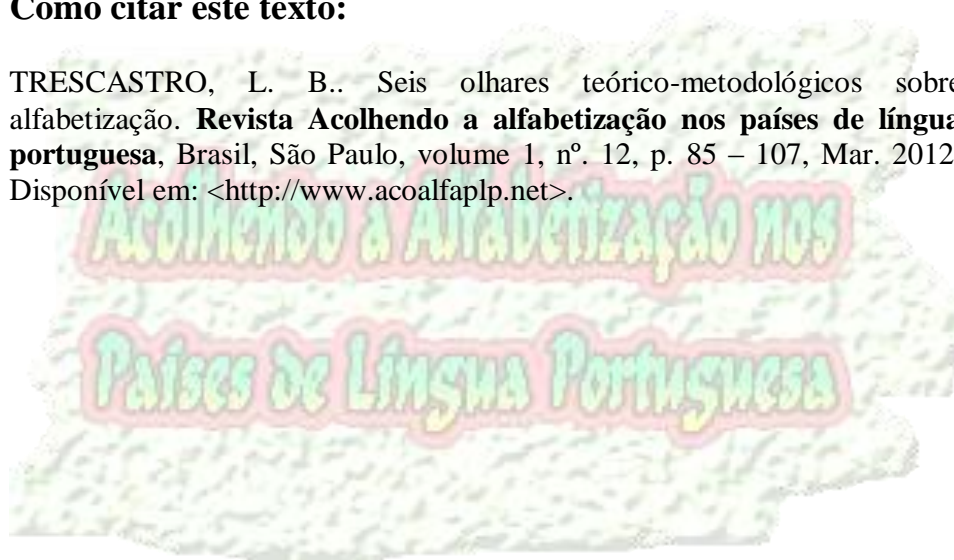 Como citar este texto:
TRESCASTRO, L. B.. Seis olhares teórico-metodológicos sobre
alfabetização. Revista Acolhendo a alfabetização nos países de língua
portuguesa, Brasil, São Paulo, volume 1, nº. 12, p. 85 – 107, Mar. 2012
Disponível em: <http://www.acoalfaplp.net>.
Acolhendo a Alfabetização nos
Países de Língua Portuguesa